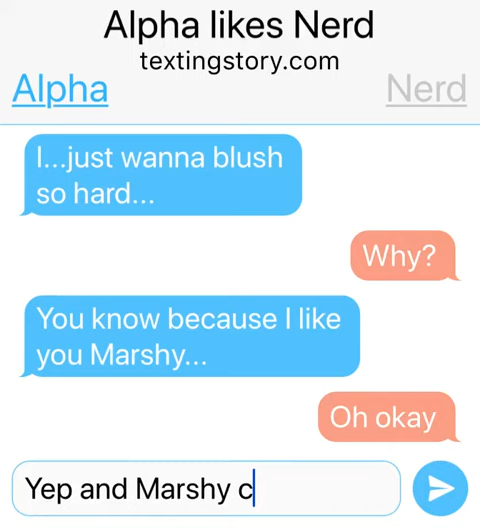 Alpha likes Nerd
textingstory.com
Alpha
Nerd
I...just wanna blush
so hard...
Why?
You know because I like
you Marshy...
Oh okay
Yep and Marshy c